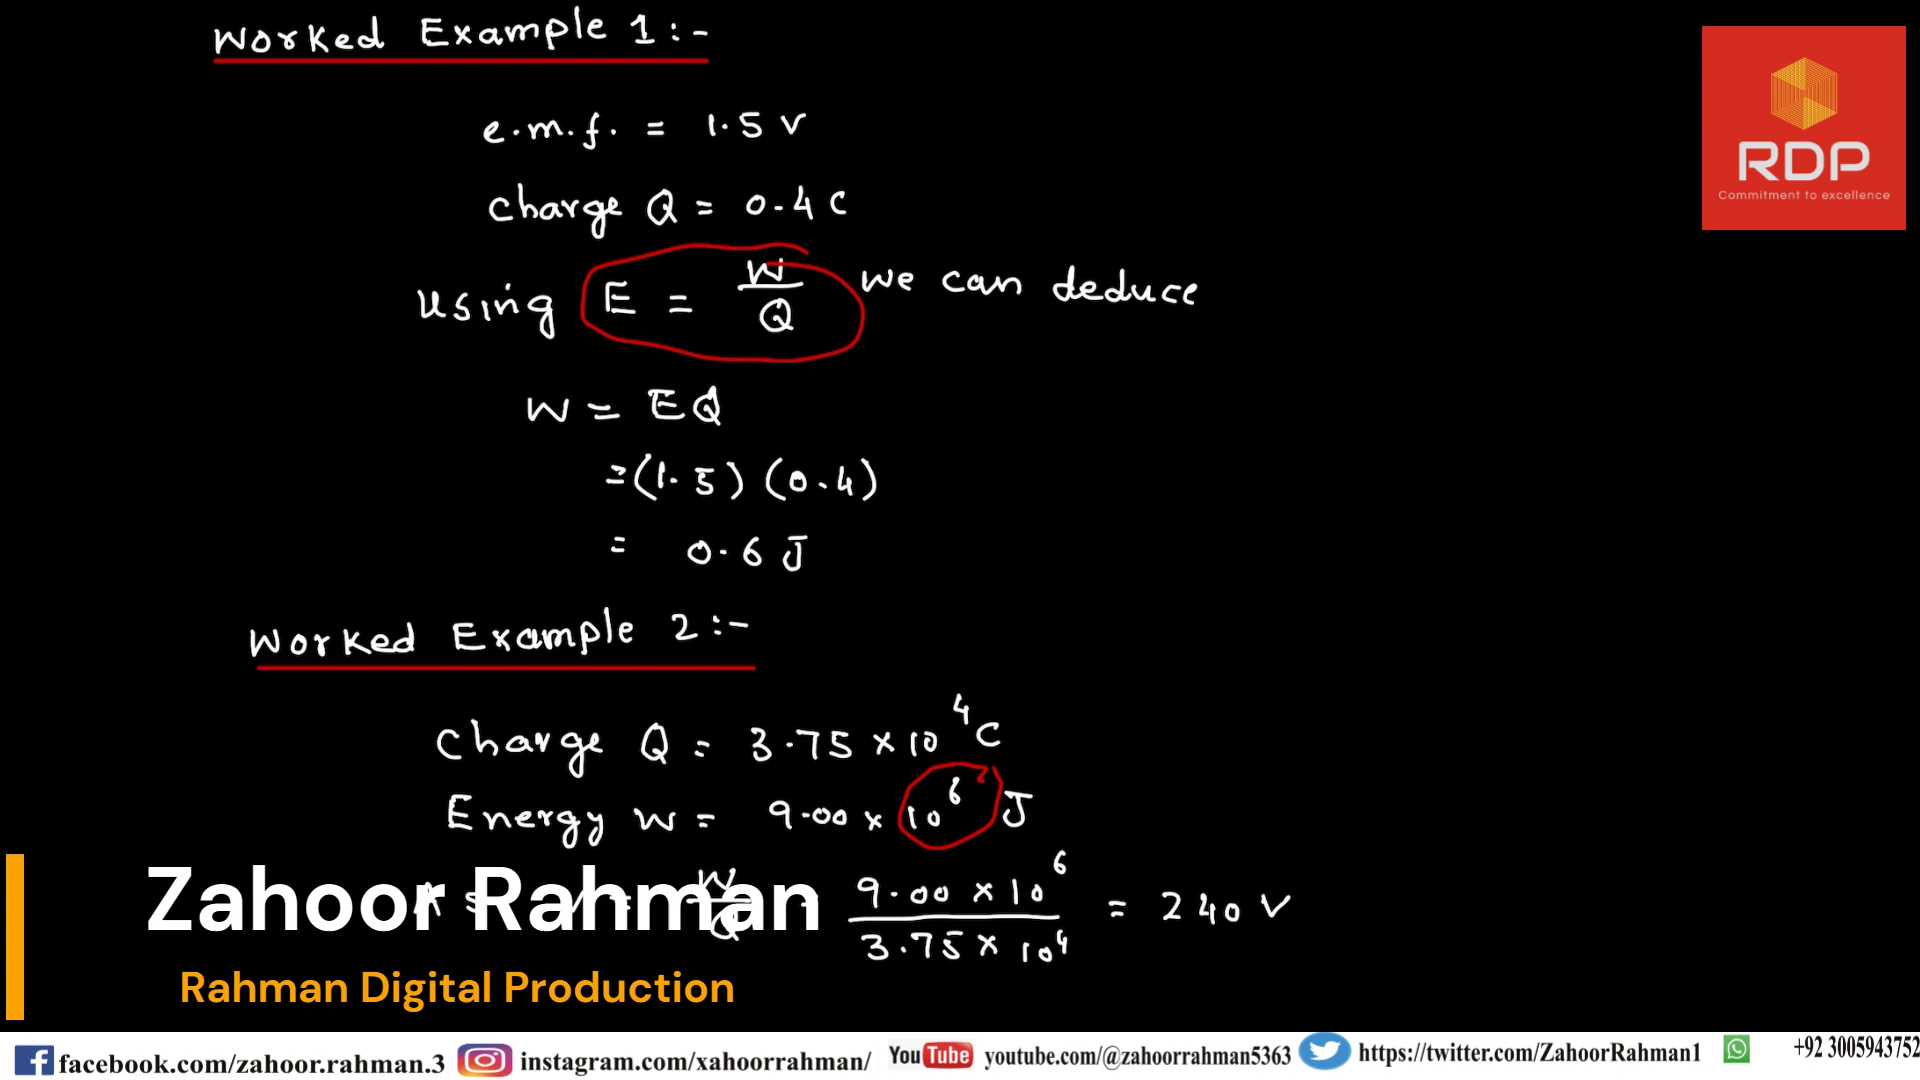 Worked Example 1:-
e.m.f. = 1.5 V
charge Q = 0.4 C
Using E = W/Q we can deduce
W = EQ
=(1.5)(0.4)
= 0.6 J
Worked Example 2:-
Charge Q = 3.75 × 10⁴ C
Energy W = 9.00 × 10⁶ J
As V = W/Q = 9.00 × 10⁶ / 3.75 × 10⁴ = 240 V
Zahoor Rahman
Rahman Digital Production
RDP
Commitment to excellence
facebook.com/zahoor.rahman.3 instagram.com/xahoorrahman/ YouTube youtube.com/@zahoorrahman5363 https://twitter.com/ZahoorRahman1 +92 3005943752